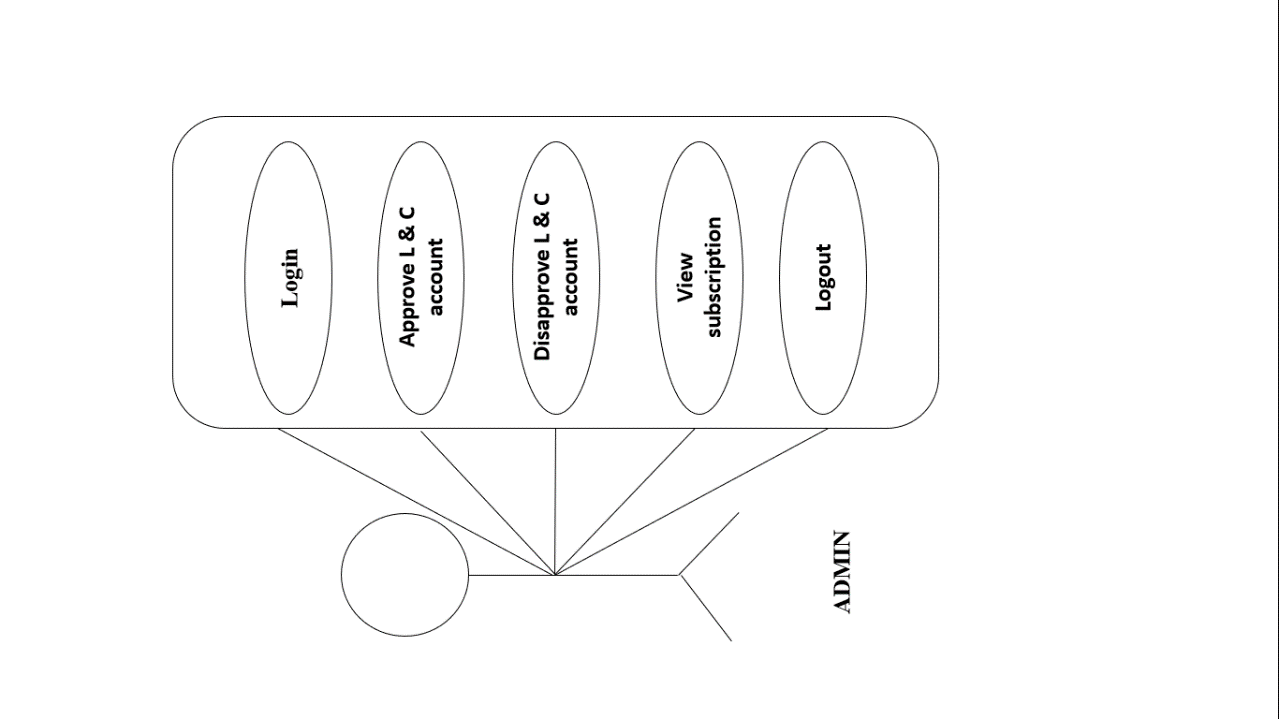 Login
Approve L & C
account
Disapprove L & C
account
View
subscription
Logout
ADMIN